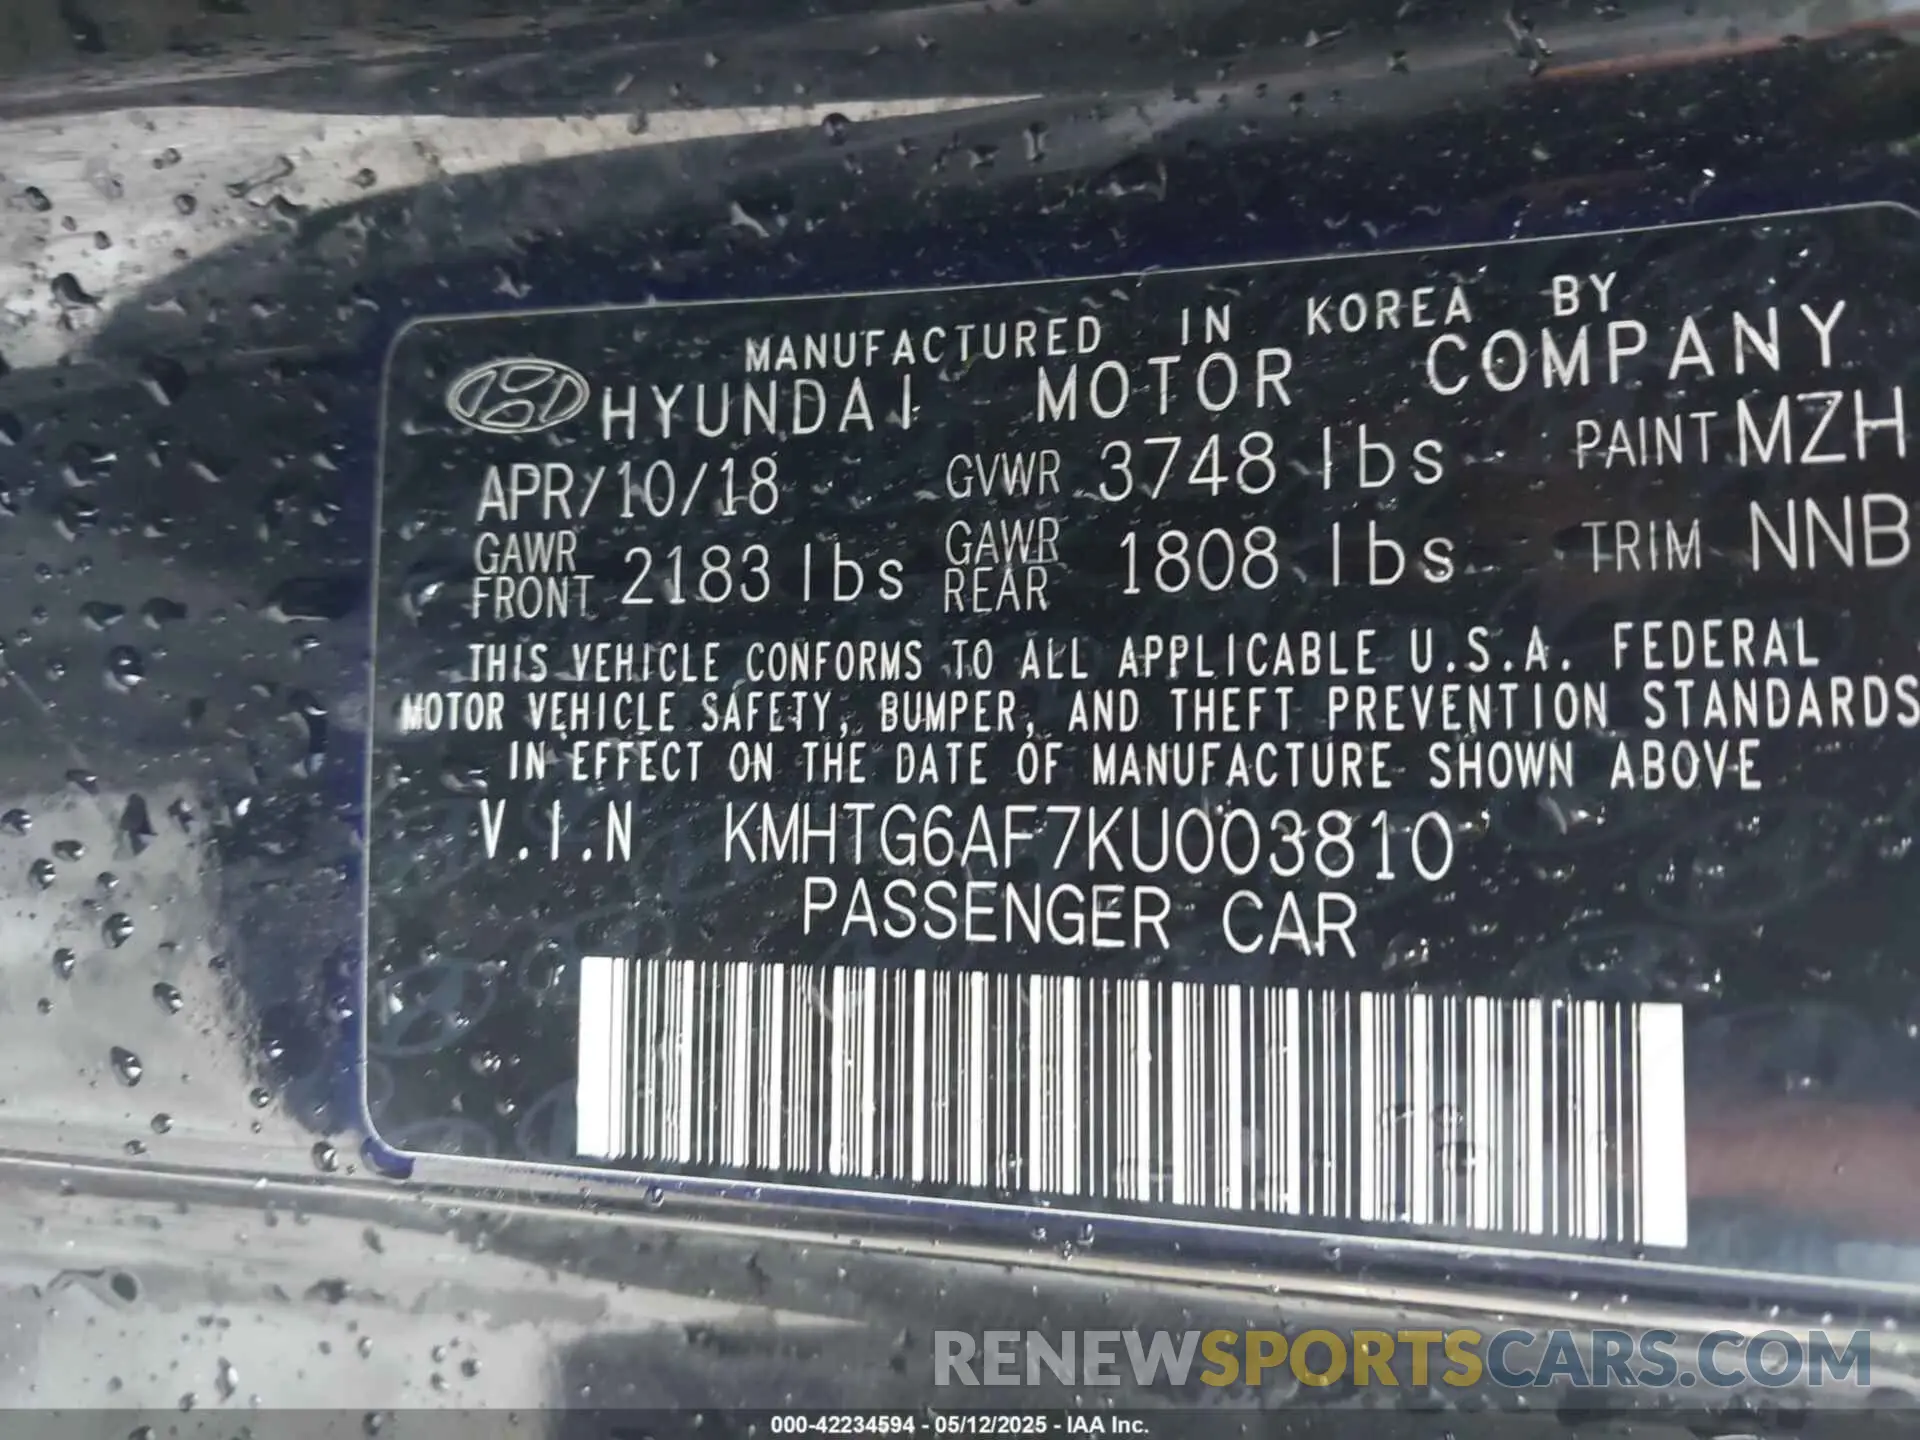 MANUFACTURED IN KOREA BY
HYUNDAI MOTOR COMPANY
APR/10/18 GVWR 3748 lbs PAINT MZH
GAWR FRONT 2183 lbs GAWR REAR 1808 lbs TRIM NNB
THIS VEHICLE CONFORMS TO ALL APPLICABLE U.S.A. FEDERAL
MOTOR VEHICLE SAFETY, BUMPER, AND THEFT PREVENTION STANDARDS
IN EFFECT ON THE DATE OF MANUFACTURE SHOWN ABOVE
V.I.N KMHTG6AF7KU003810
PASSENGER CAR
RENEWSPORTSCARS.COM
000-42234594 - 05/12/2025 - IAA Inc.